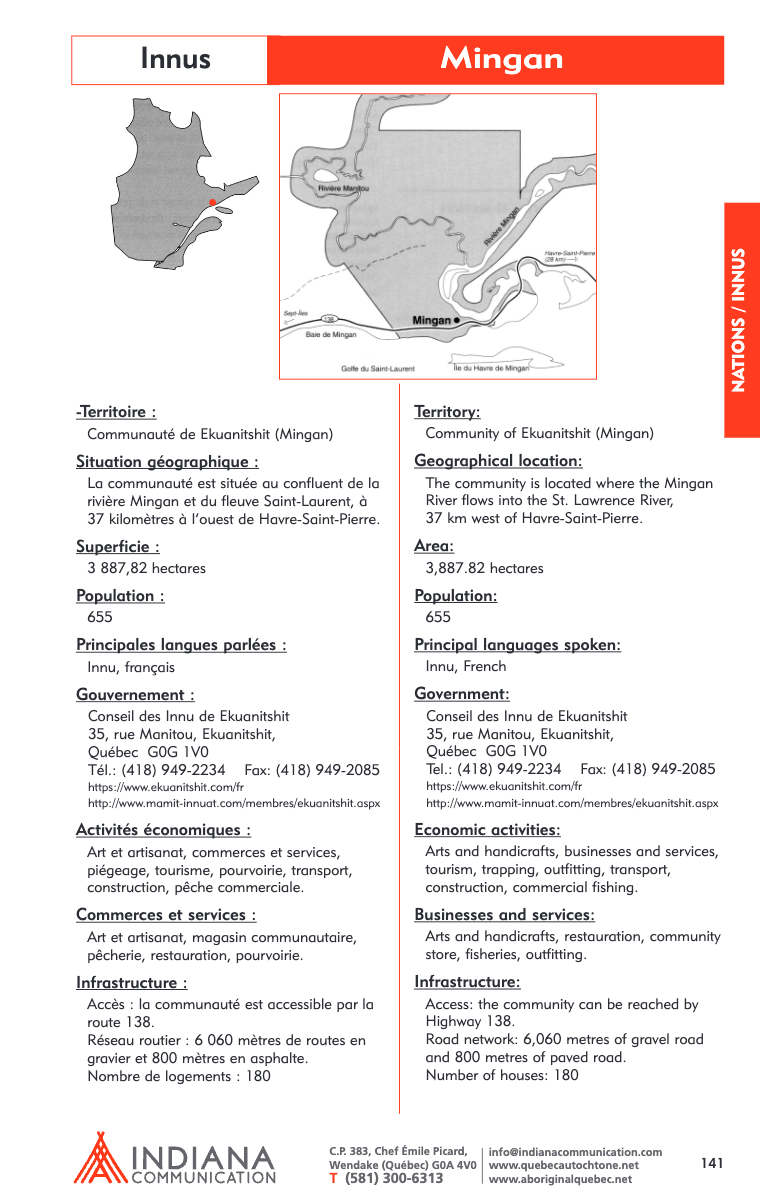 Innus
Mingan
Rivière Manitou
Rivière Mingan
Havre-Saint-Pierre
(28 km)
Sept-Îles
138
Mingan
Baie de Mingan
Golfe du Saint-Laurent
Île du Havre de Mingan
NATIONS / INNUS
-Territoire :
Communauté de Ekuanitshit (Mingan)
Situation géographique :
La communauté est située au confluent de la
rivière Mingan et du fleuve Saint-Laurent, à
37 kilomètres à l'ouest de Havre-Saint-Pierre.
Superficie :
3 887,82 hectares
Population :
655
Principales langues parlées :
Innu, français
Gouvernement :
Conseil des Innu de Ekuanitshit
35, rue Manitou, Ekuanitshit,
Québec  G0G 1V0
Tél.: (418) 949-2234    Fax: (418) 949-2085
https://www.ekuanitshit.com/fr
http://www.mamit-innuat.com/membres/ekuanitshit.aspx
Activités économiques :
Art et artisanat, commerces et services,
piégeage, tourisme, pourvoirie, transport,
construction, pêche commerciale.
Commerces et services :
Art et artisanat, magasin communautaire,
pêcherie, restauration, pourvoirie.
Infrastructure :
Accès : la communauté est accessible par la
route 138.
Réseau routier : 6 060 mètres de routes en
gravier et 800 mètres en asphalte.
Nombre de logements : 180
Territory:
Community of Ekuanitshit (Mingan)
Geographical location:
The community is located where the Mingan
River flows into the St. Lawrence River,
37 km west of Havre-Saint-Pierre.
Area:
3,887.82 hectares
Population:
655
Principal languages spoken:
Innu, French
Government:
Conseil des Innu de Ekuanitshit
35, rue Manitou, Ekuanitshit,
Québec  G0G 1V0
Tel.: (418) 949-2234    Fax: (418) 949-2085
https://www.ekuanitshit.com/fr
http://www.mamit-innuat.com/membres/ekuanitshit.aspx
Economic activities:
Arts and handicrafts, businesses and services,
tourism, trapping, outfitting, transport,
construction, commercial fishing.
Businesses and services:
Arts and handicrafts, restauration, community
store, fisheries, outfitting.
Infrastructure:
Access: the community can be reached by
Highway 138.
Road network: 6,060 metres of gravel road
and 800 metres of paved road.
Number of houses: 180
INDIANA
COMMUNICATION
C.P. 383, Chef Émile Picard,
Wendake (Québec) G0A 4V0
T (581) 300-6313
info@indianacommunication.com
www.quebecautochtone.net
www.aboriginalquebec.net
141